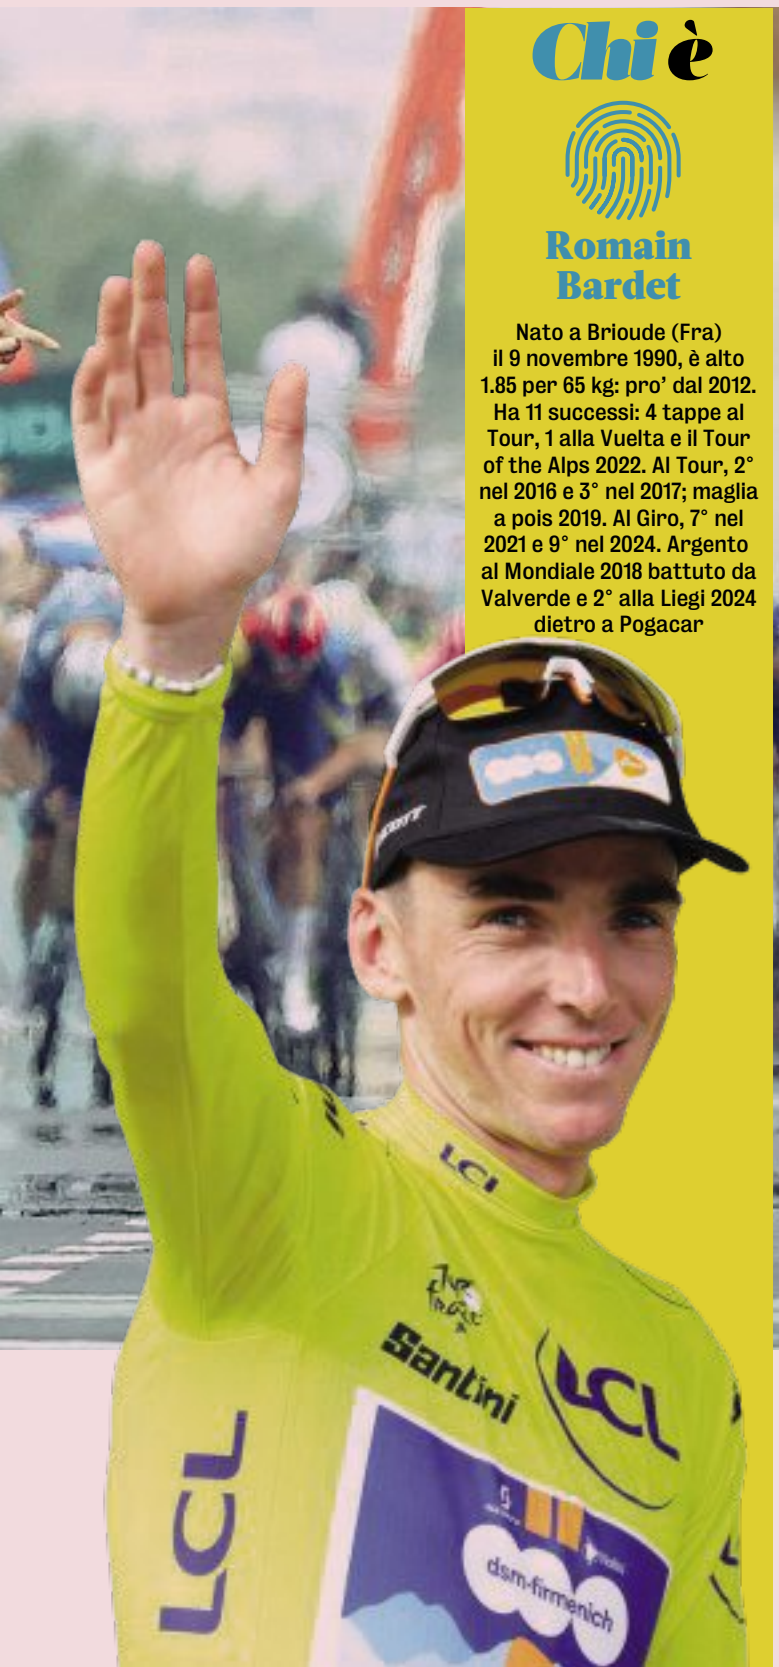 Chi è
Romain
Bardet
Nato a Brioude (Fra)
il 9 novembre 1990, è alto
1.85 per 65 kg: pro’ dal 2012.
Ha 11 successi: 4 tappe al
Tour, 1 alla Vuelta e il Tour
of the Alps 2022. Al Tour, 2°
nel 2016 e 3° nel 2017; maglia
a pois 2019. Al Giro, 7° nel
2021 e 9° nel 2024. Argento
al Mondiale 2018 battuto da
Valverde e 2° alla Liegi 2024
dietro a Pogacar
SCOTT
LCL
Tour
france
Santini
LCL
LCL
dsm-firmenich